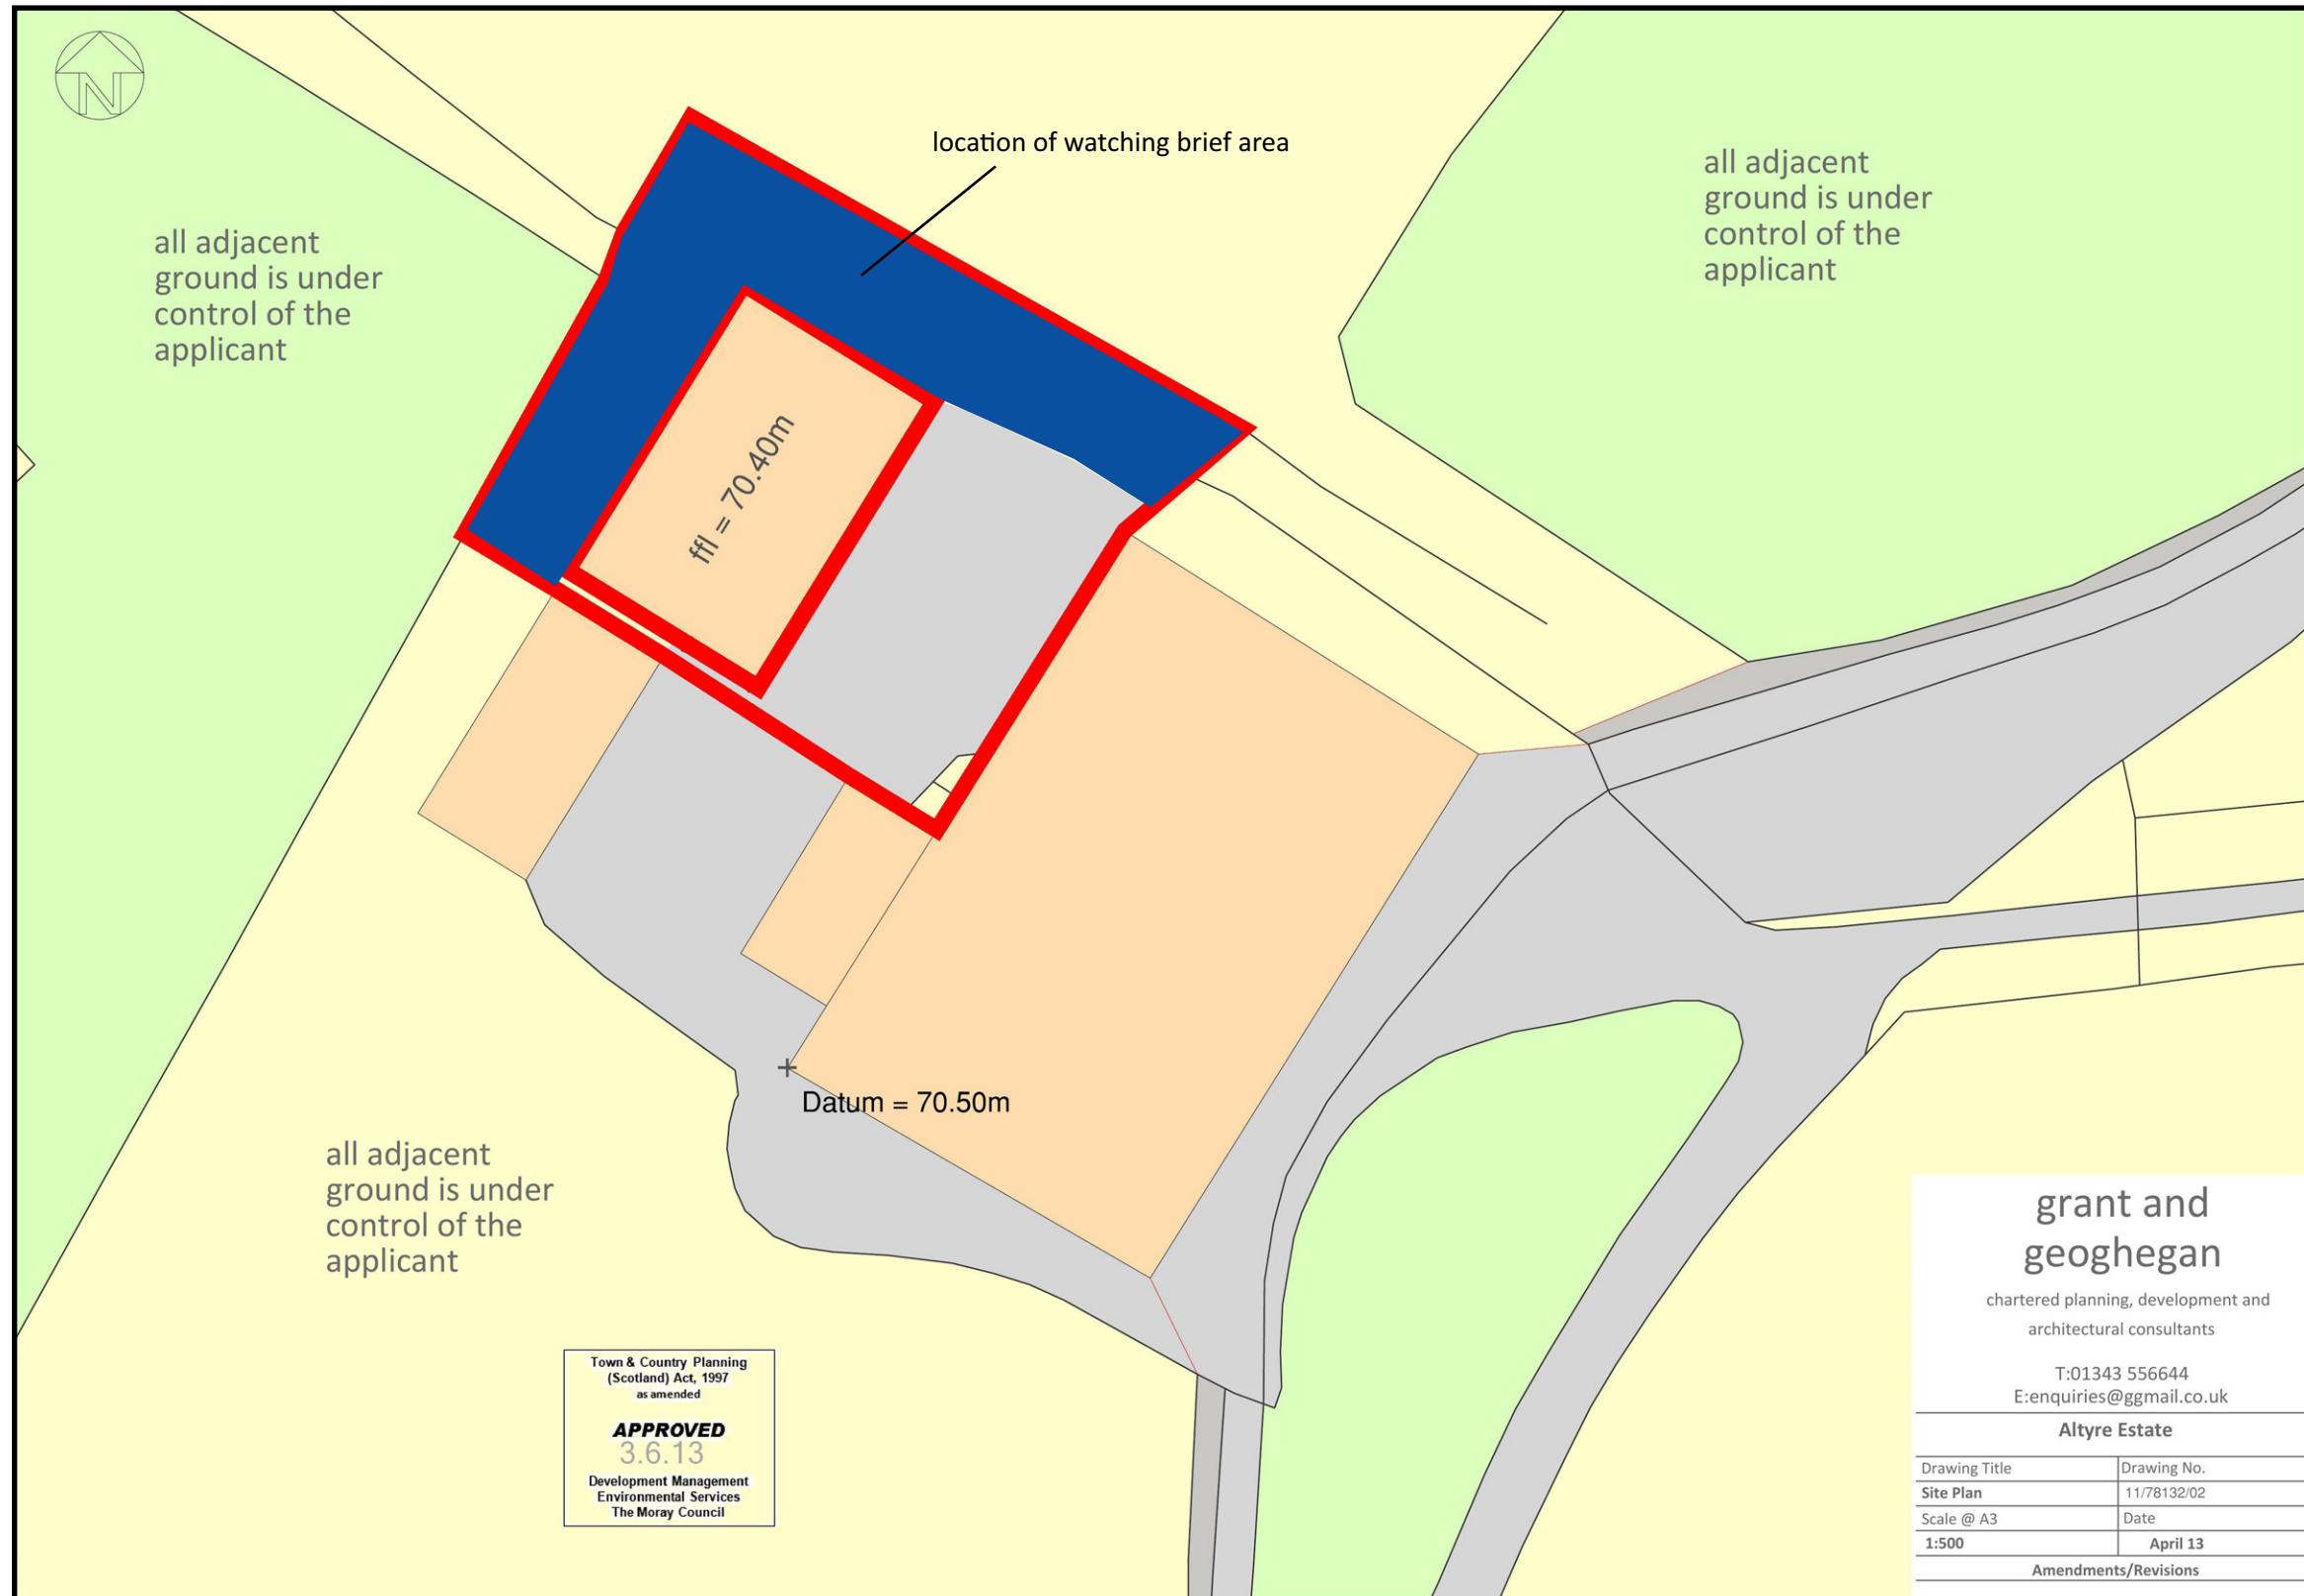 N
location of watching brief area
all adjacent
ground is under
control of the
applicant
all adjacent
ground is under
control of the
applicant
ffl = 70.40m
Datum = 70.50m
all adjacent
ground is under
control of the
applicant
Town & Country Planning
(Scotland) Act, 1997
as amended
APPROVED
3.6.13
Development Management
Environmental Services
The Moray Council
grant and
geoghegan
chartered planning, development and
architectural consultants
T:01343 556644
E:enquiries@ggmail.co.uk
Altyre Estate
Drawing Title Drawing No.
Site Plan 11/78132/02
Scale @ A3 Date
1:500 April 13
Amendments/Revisions